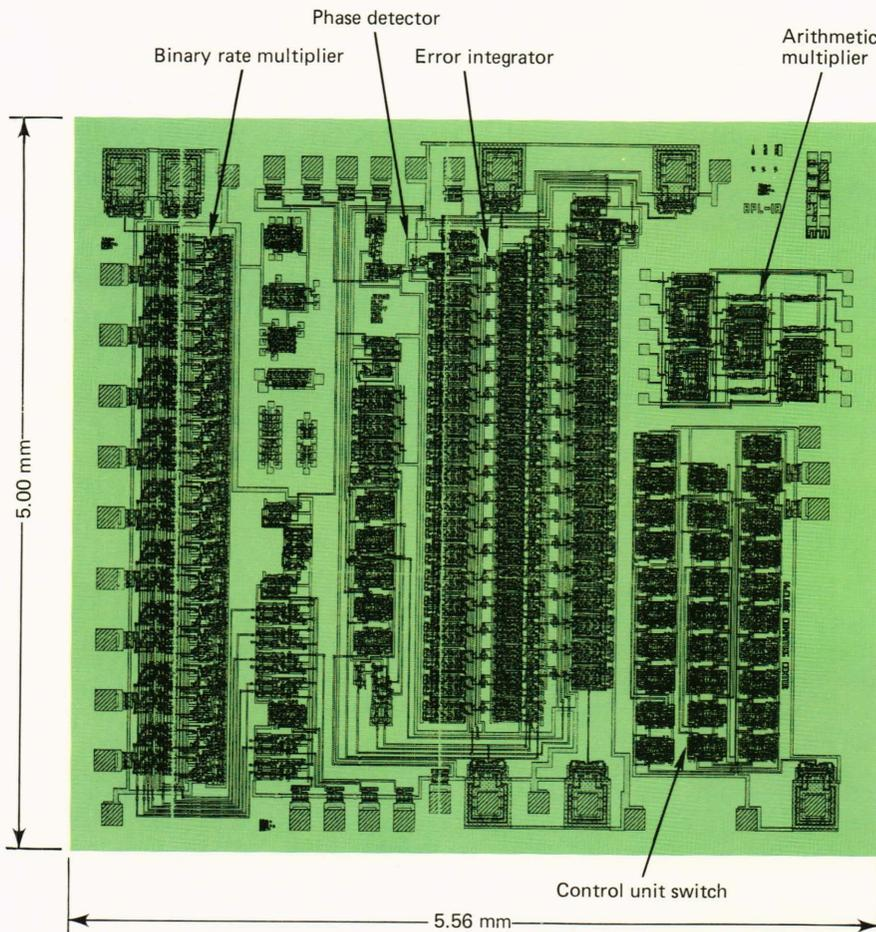 Phase detector
Binary rate multiplier
Error integrator
Arithmetic
multiplier
5.00 mm
Control unit switch
5.56 mm